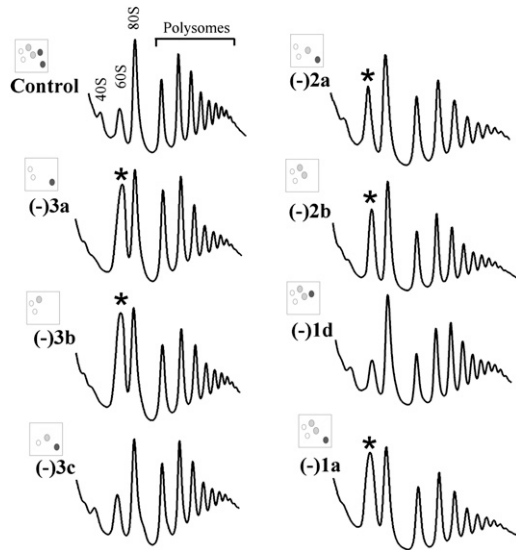 Polysomes
40S
60S
80S
Control
*
(-)3a
*
(-)3b
(-)3c
*
(-)2a
*
(-)2b
(-)1d
*
(-)1a